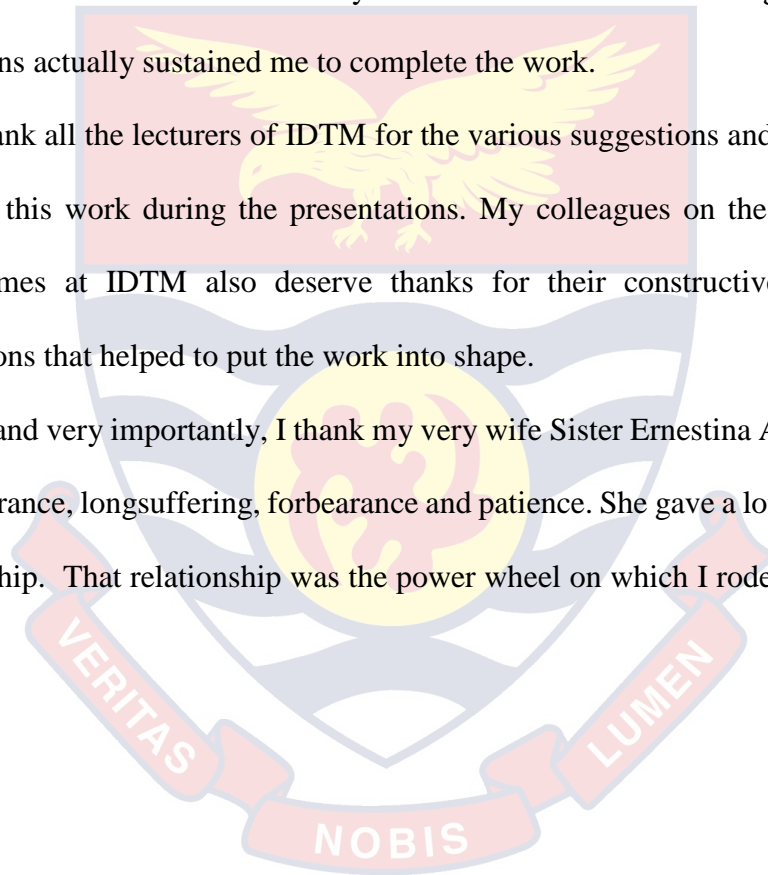 ns actually sustained me to complete the work.
ank all the lecturers of IDTM for the various suggestions and
this work during the presentations. My colleagues on the
mes at IDTM also deserve thanks for their constructive
ons that helped to put the work into shape.
and very importantly, I thank my very wife Sister Ernestina A
rance, longsuffering, forbearance and patience. She gave a lo
hip. That relationship was the power wheel on which I rode
VERITAS
NOBIS
LUMEN